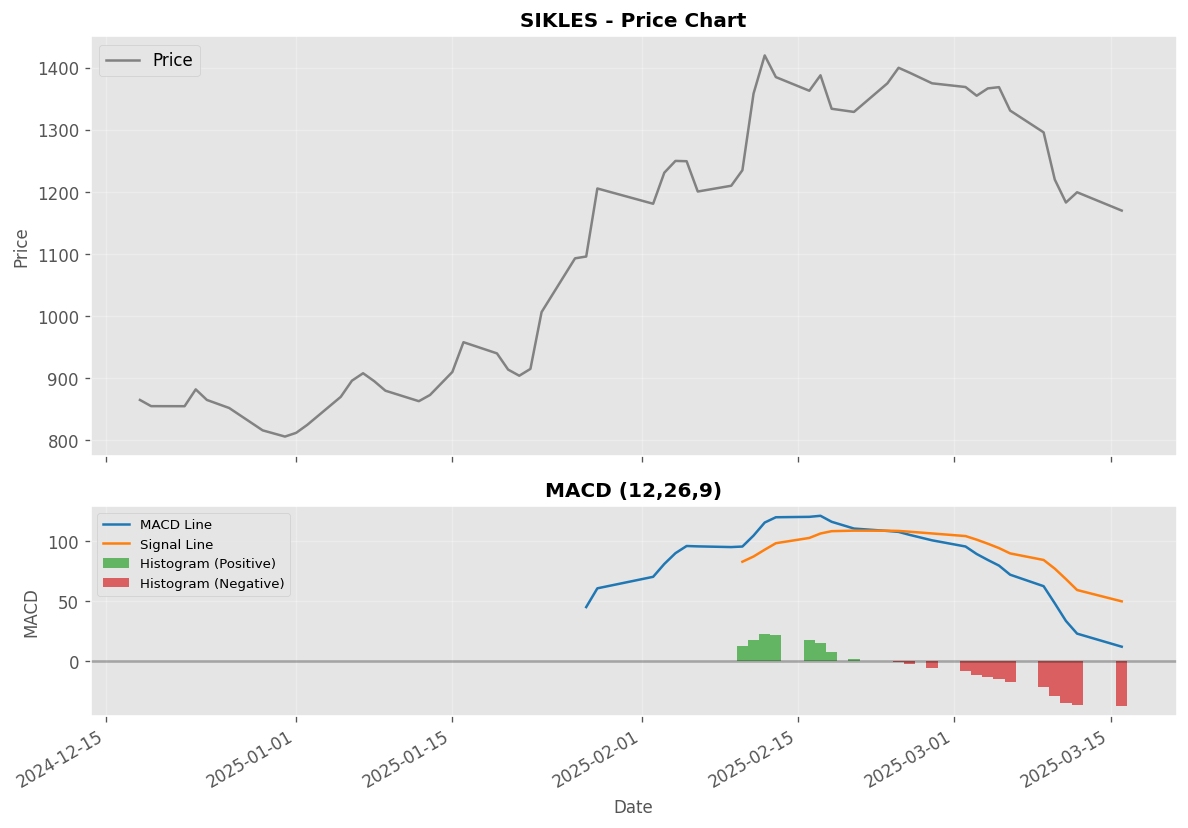 SIKLES - Price Chart
Price
1400
1300
1200
1100
1000
900
800
Price
MACD (12,26,9)
MACD Line
Signal Line
Histogram (Positive)
Histogram (Negative)
100
50
0
MACD
2024-12-15
2025-01-01
2025-01-15
2025-02-01
2025-02-15
2025-03-01
2025-03-15
Date